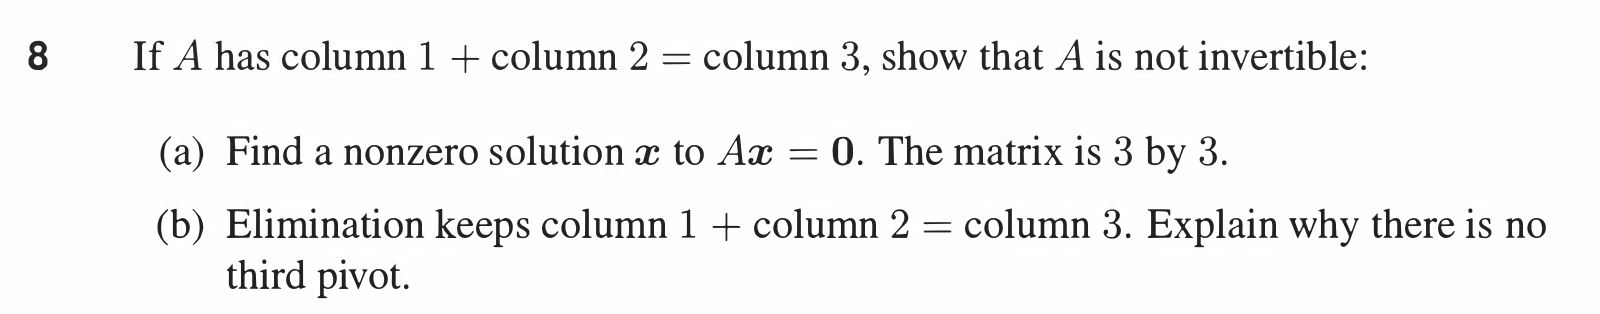 8 If A has column 1 + column 2 = column 3, show that A is not invertible:
(a) Find a nonzero solution x to Ax = 0. The matrix is 3 by 3.
(b) Elimination keeps column 1 + column 2 = column 3. Explain why there is no
third pivot.